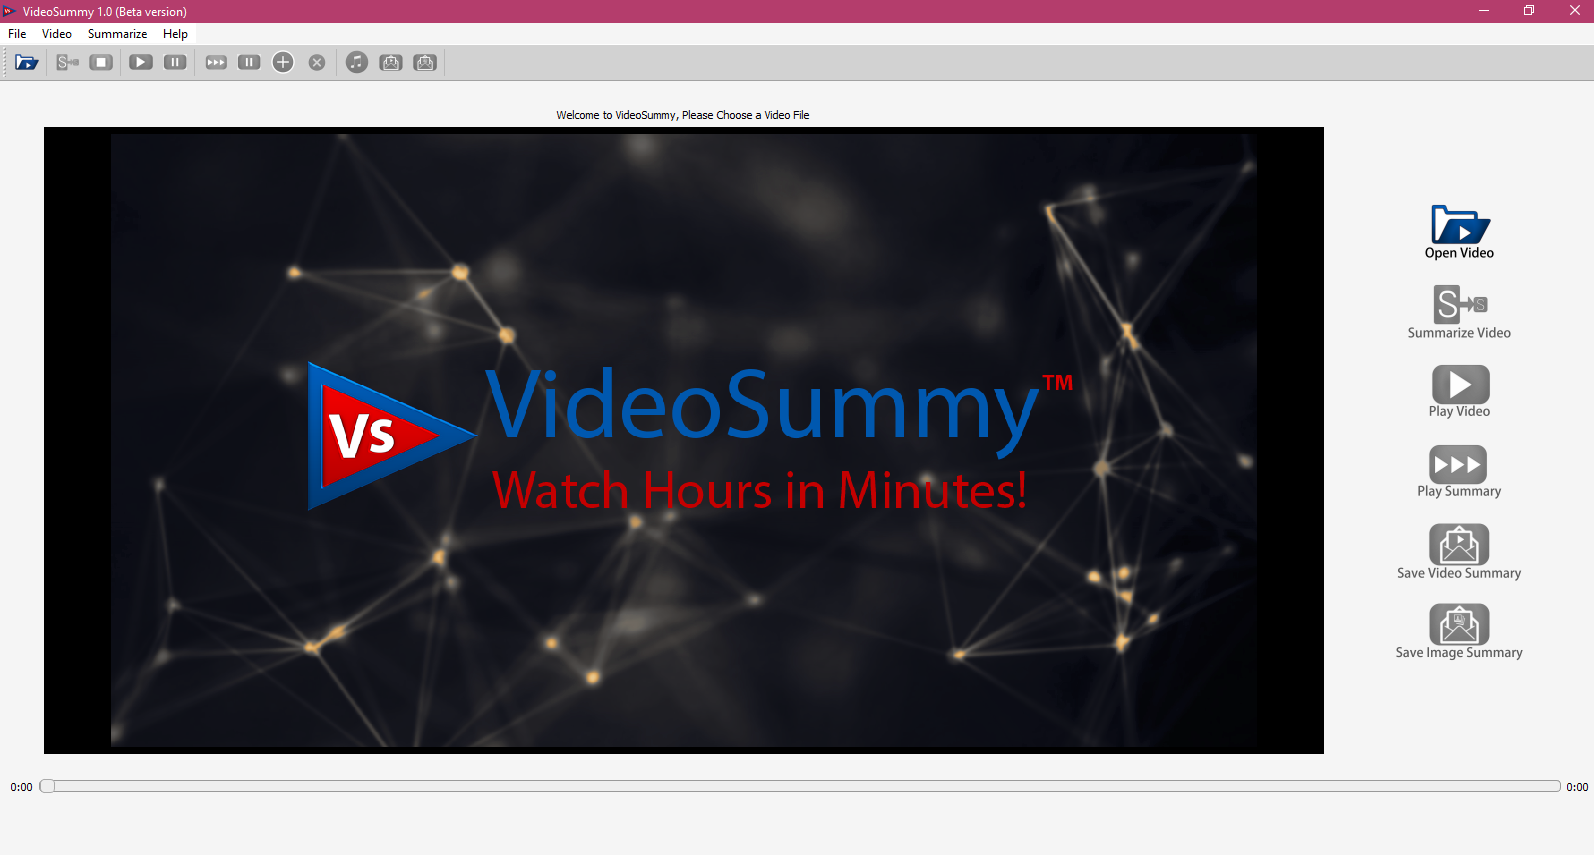 VideoSummy 1.0 (Beta version)
File Video Summarize Help
Welcome to VideoSummy, Please Choose a Video File
Vs
VideoSummy™
Watch Hours in Minutes!
Open Video
S S
Summarize Video
Play Video
Play Summary
Save Video Summary
Save Image Summary
0:00 0:00